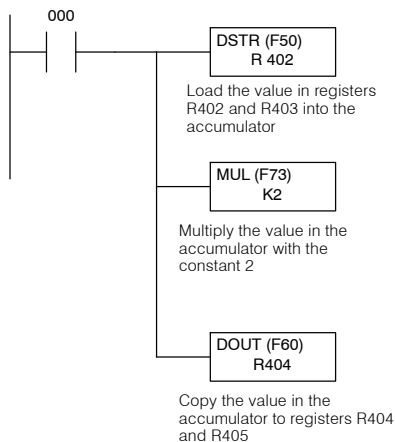 000
DSTR (F50)
R 402
Load the value in registers
R402 and R403 into the
accumulator
MUL (F73)
K2
Multiply the value in the
accumulator with the
constant 2
DOUT (F60)
R404
Copy the value in the
accumulator to registers R404
and R405